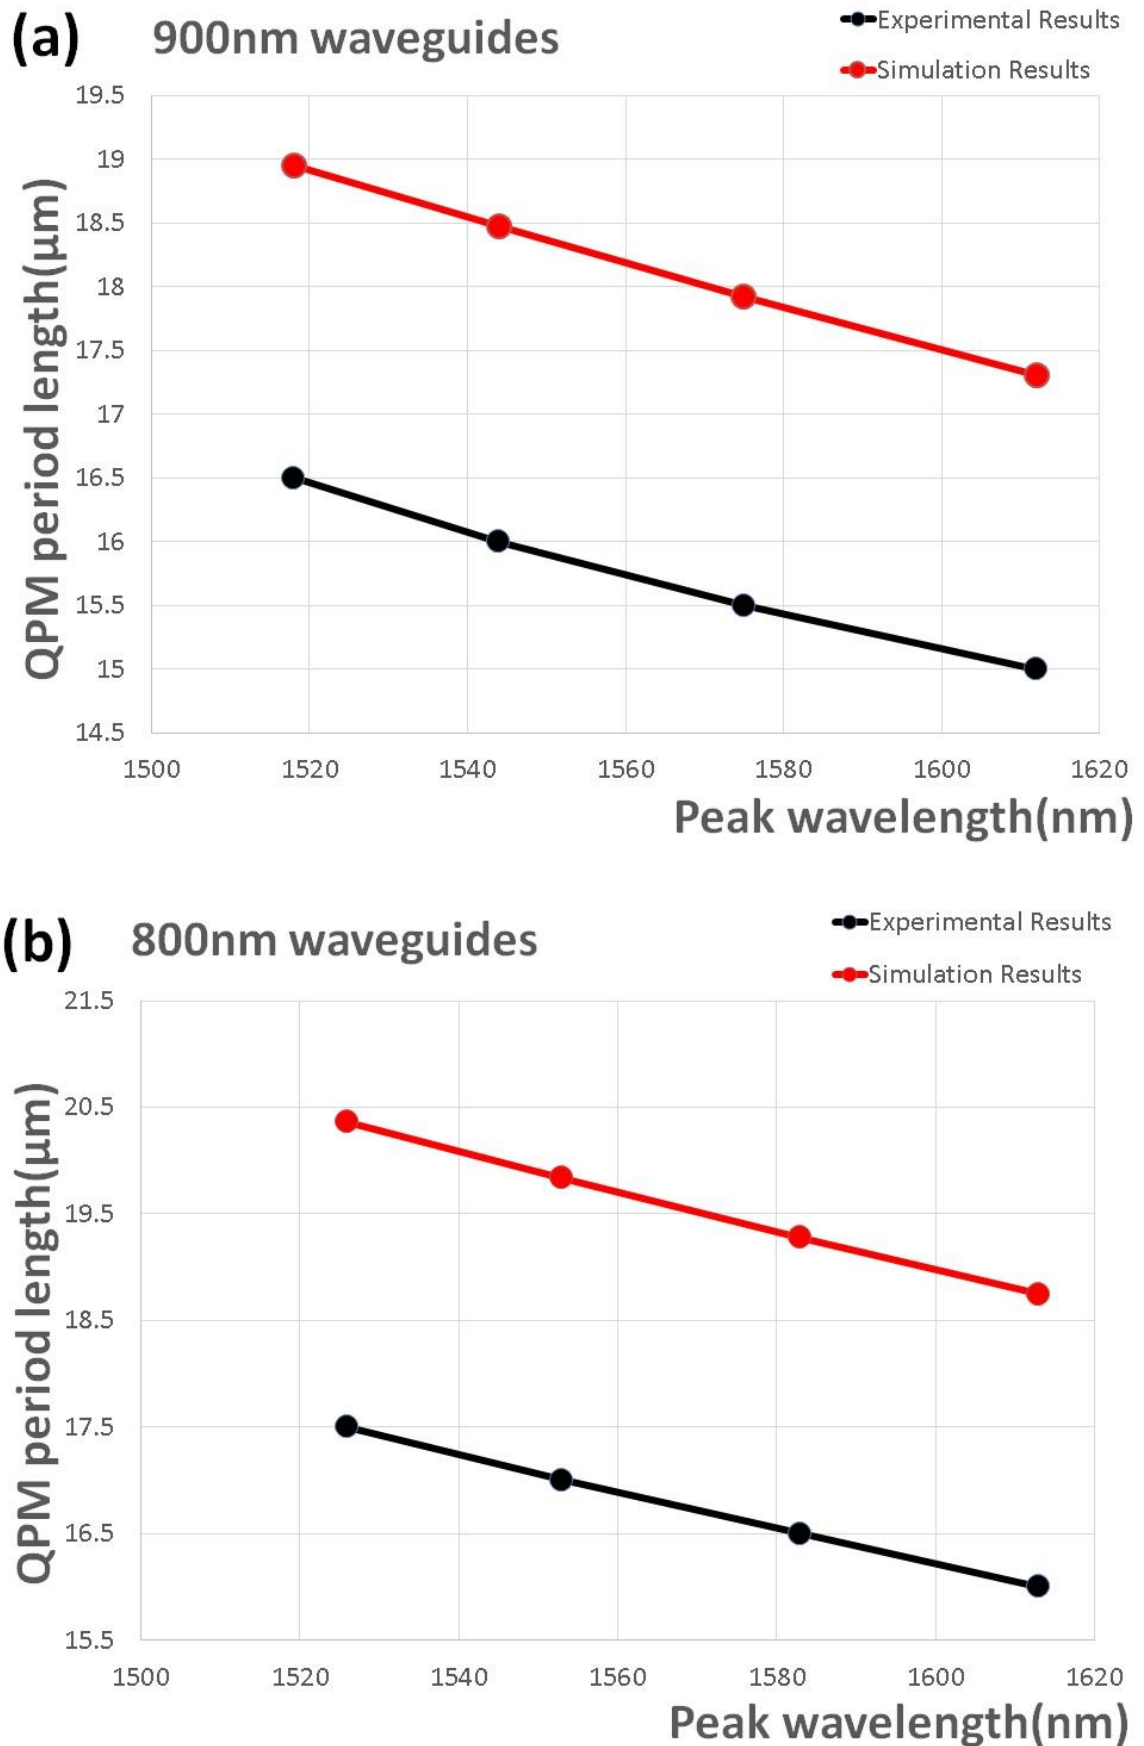 (a) 900nm waveguides
Experimental Results
Simulation Results
19.5
19
18.5
18
17.5
17
16.5
16
15.5
15
14.5
QPM period length(µm)
1500 1520 1540 1560 1580 1600 1620
Peak wavelength(nm)
(b) 800nm waveguides
Experimental Results
Simulation Results
21.5
20.5
19.5
18.5
17.5
16.5
15.5
QPM period length(µm)
1500 1520 1540 1560 1580 1600 1620
Peak wavelength(nm)